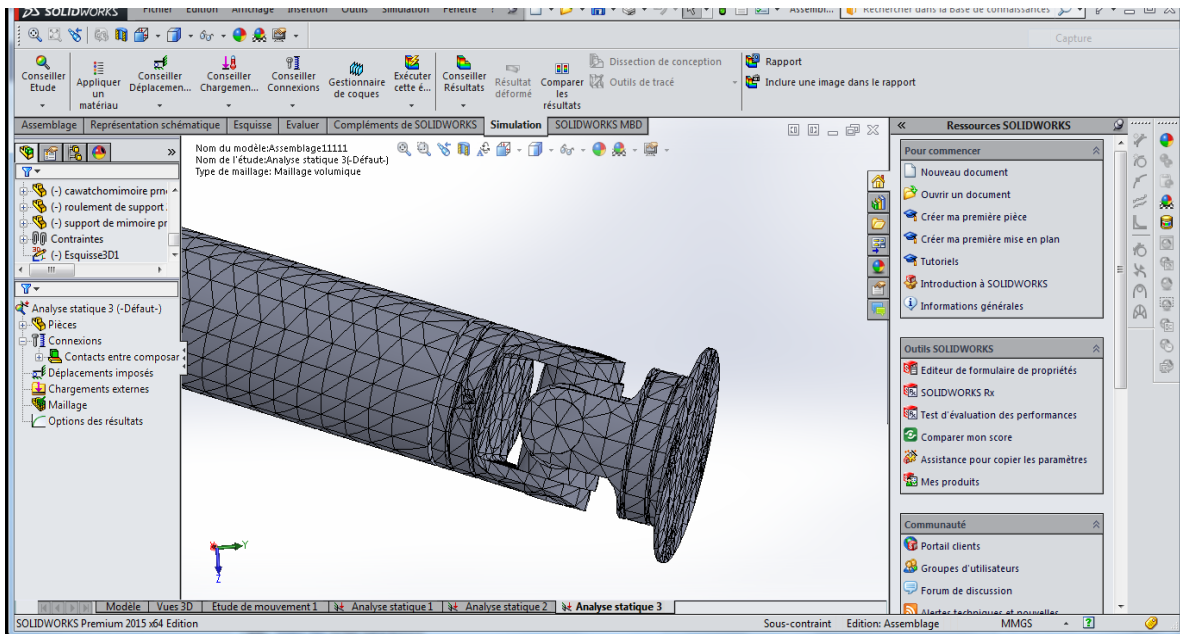 SOLIDWORKS
Fichier Edition Affichage Insertion Outils Simulation Fenêtre ? Assembl... Rechercher dans la base de connaissances
Capture
Conseiller Etude
Appliquer un matériau
Conseiller Déplacemen...
Conseiller Chargemen...
Conseiller Connexions
Gestionnaire de coques
Exécuter cette é...
Conseiller Résultats
Résultat déformé
Comparer les résultats
Dissection de conception
Outils de tracé
Rapport
Inclure une image dans le rapport
Assemblage Représentation schématique Esquisse Evaluer Compléments de SOLIDWORKS Simulation SOLIDWORKS MBD
(-) cawatchomimoire prn
(-) roulement de support
(-) support de mimoire pr
Contraintes
(-) Esquisse3D1
Analyse statique 3 (-Défaut-)
Pièces
Connexions
Contacts entre composar
Déplacements imposés
Chargements externes
Maillage
Options des résultats
Nom du modèle:Assemblage11111
Nom de l'étude:Analyse statique 3(-Défaut-)
Type de maillage: Maillage volumique
Y
Z
Ressources SOLIDWORKS
Pour commencer
Nouveau document
Ouvrir un document
Créer ma première pièce
Créer ma première mise en plan
Tutoriels
Introduction à SOLIDWORKS
Informations générales
Outils SOLIDWORKS
Editeur de formulaire de propriétés
SOLIDWORKS Rx
Test d'évaluation des performances
Comparer mon score
Assistance pour copier les paramètres
Mes produits
Communauté
Portail clients
Groupes d'utilisateurs
Forum de discussion
Alertes techniques et nouvelles
Modèle Vues 3D Etude de mouvement 1 Analyse statique 1 Analyse statique 2 Analyse statique 3
SOLIDWORKS Premium 2015 x64 Edition Sous-contraint Edition: Assemblage MMGS